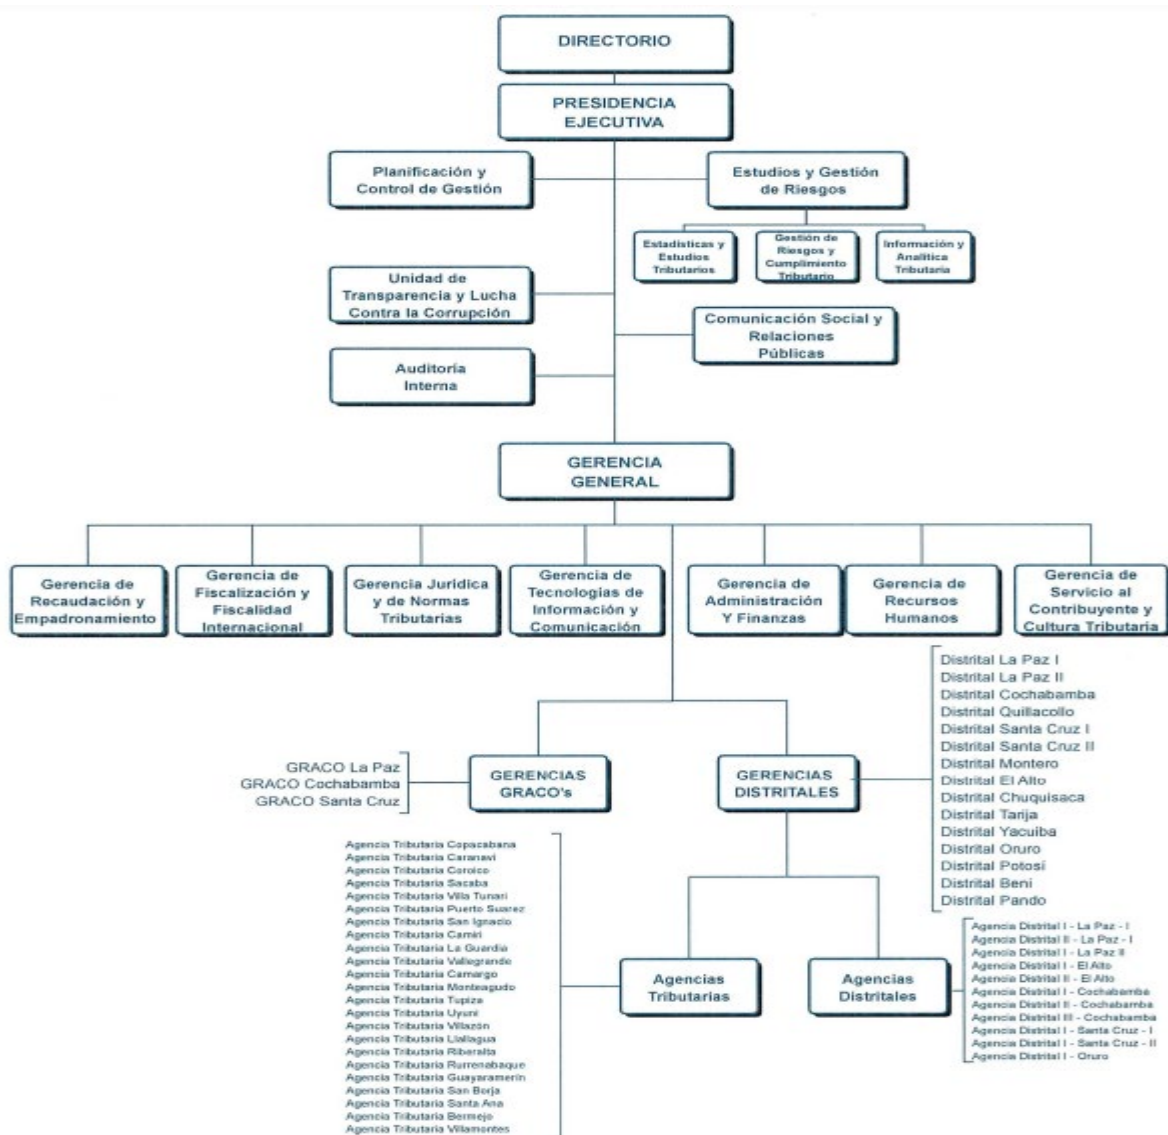 DIRECTORIO
PRESIDENCIA
EJECUTIVA
Planificación y
Control de Gestión
Estudios y Gestión
de Riesgos
Estadísticas y
Estudios
Tributarios
Gestión de
Riesgos y
Cumplimiento
Tributario
Información y
Analítica
Tributaria
Unidad de
Transparencia y Lucha
Contra la Corrupción
Comunicación Social y
Relaciones
Públicas
Auditoría
Interna
GERENCIA
GENERAL
Gerencia de
Recaudación y
Empadronamiento
Gerencia de
Fiscalización y
Fiscalidad
Internacional
Gerencia Jurídica
y de Normas
Tributarias
Gerencia de
Tecnologías de
Información y
Comunicación
Gerencia de
Administración
Y Finanzas
Gerencia de
Recursos
Humanos
Gerencia de
Servicio al
Contribuyente y
Cultura Tributaria
GRACO La Paz
GRACO Cochabamba
GRACO Santa Cruz
GERENCIAS
GRACO's
GERENCIAS
DISTRITALES
Distrital La Paz I
Distrital La Paz II
Distrital Cochabamba
Distrital Quillacollo
Distrital Santa Cruz I
Distrital Santa Cruz II
Distrital Montero
Distrital El Alto
Distrital Chuquisaca
Distrital Tarija
Distrital Yacuiba
Distrital Oruro
Distrital Potosí
Distrital Beni
Distrital Pando
Agencia Tributaria Copacabana
Agencia Tributaria Caranavi
Agencia Tributaria Coroico
Agencia Tributaria Sacaba
Agencia Tributaria Villa Tunari
Agencia Tributaria Puerto Suarez
Agencia Tributaria San Ignacio
Agencia Tributaria Camiri
Agencia Tributaria La Guardia
Agencia Tributaria Vallegrande
Agencia Tributaria Camargo
Agencia Tributaria Monteagudo
Agencia Tributaria Tupiza
Agencia Tributaria Uyuni
Agencia Tributaria Villazón
Agencia Tributaria Llallagua
Agencia Tributaria Riberalta
Agencia Tributaria Rurrenabaque
Agencia Tributaria Guayaramerín
Agencia Tributaria San Borja
Agencia Tributaria Santa Ana
Agencia Tributaria Bermejo
Agencia Tributaria Villamontes
Agencias
Tributarias
Agencias
Distritales
Agencia Distrital I - La Paz - I
Agencia Distrital II - La Paz - I
Agencia Distrital I - La Paz II
Agencia Distrital I - El Alto
Agencia Distrital II - El Alto
Agencia Distrital I - Cochabamba
Agencia Distrital II - Cochabamba
Agencia Distrital III - Cochabamba
Agencia Distrital I - Santa Cruz - I
Agencia Distrital I - Santa Cruz - II
Agencia Distrital I - Oruro